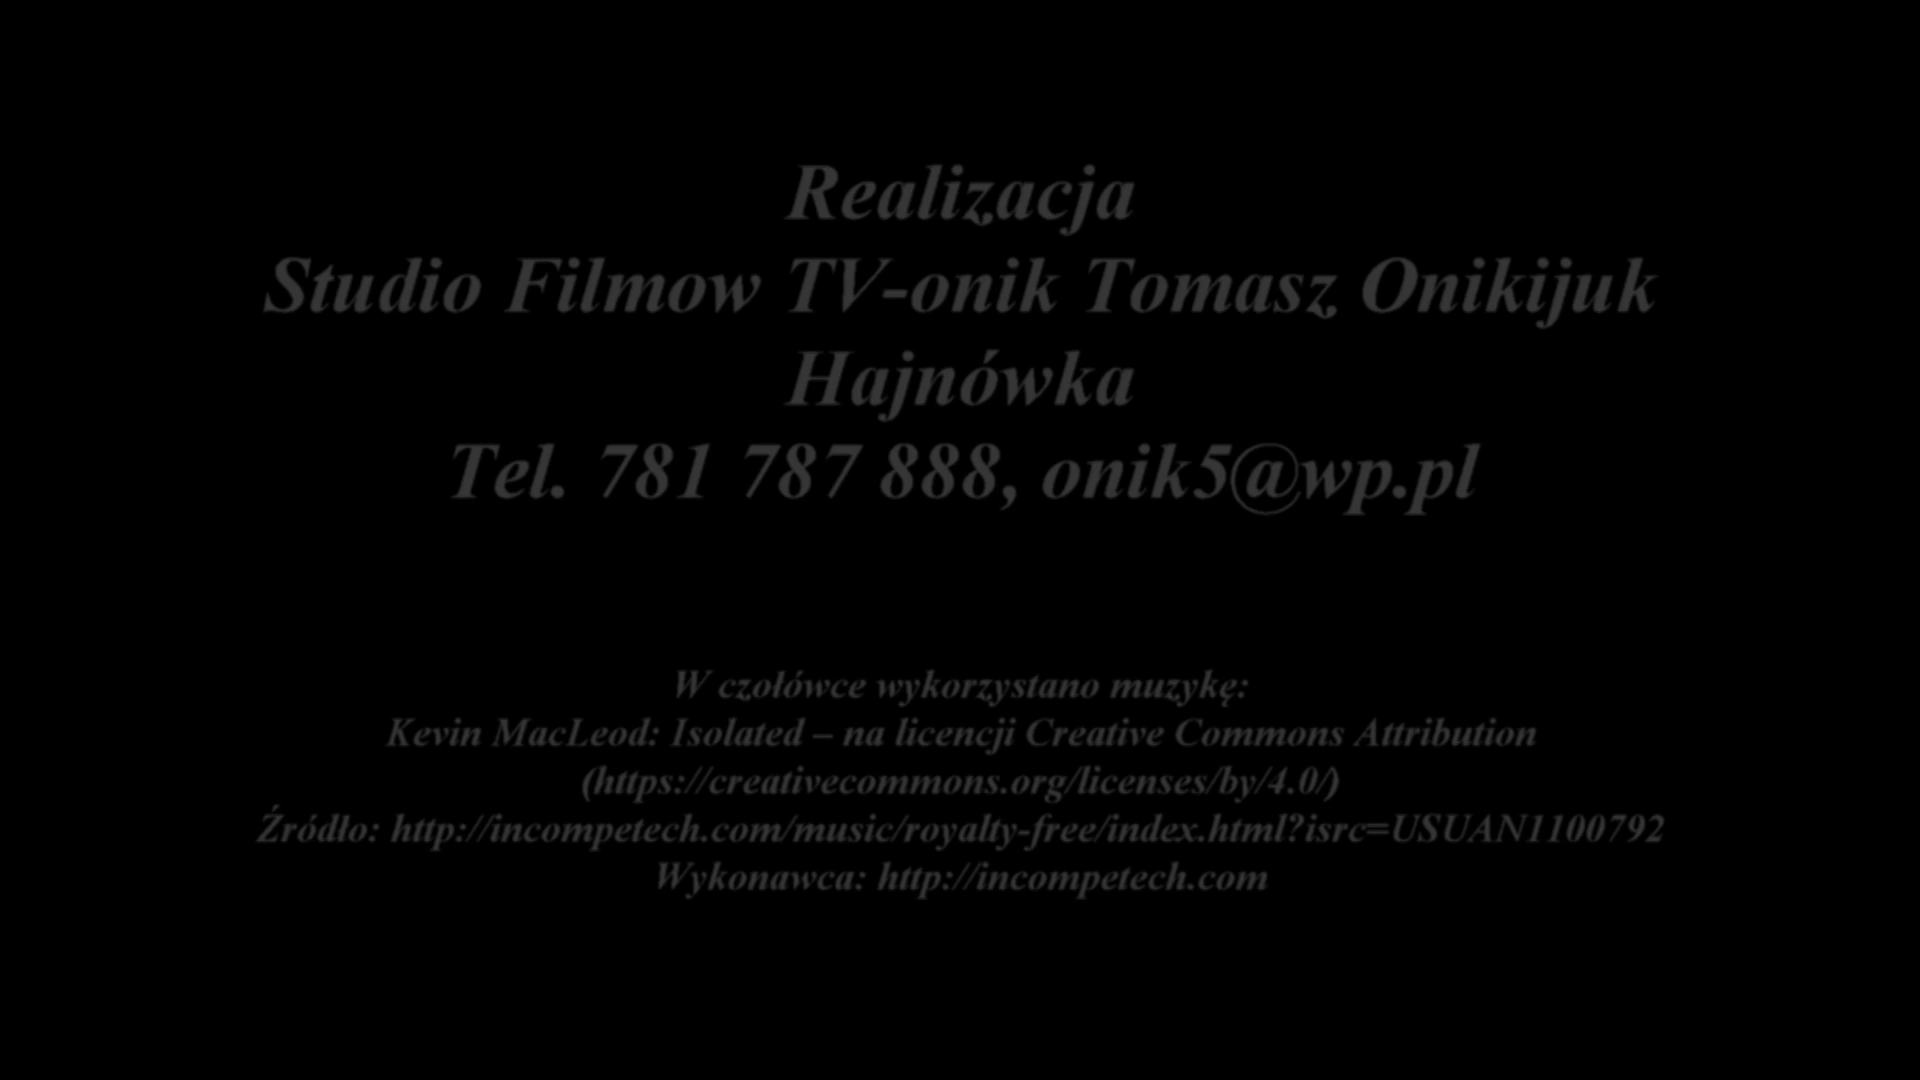 Realizacja
Studio Filmow TV-onik Tomasz Onikijuk
Hajnówka
Tel. 781 787 888, onik5@wp.pl
W czołówce wykorzystano muzykę:
Kevin MacLeod: Isolated – na licencji Creative Commons Attribution
(https://creativecommons.org/licenses/by/4.0/)
Źródło: http://incompetech.com/music/royalty-free/index.html?isrc=USUAN1100792
Wykonawca: http://incompetech.com